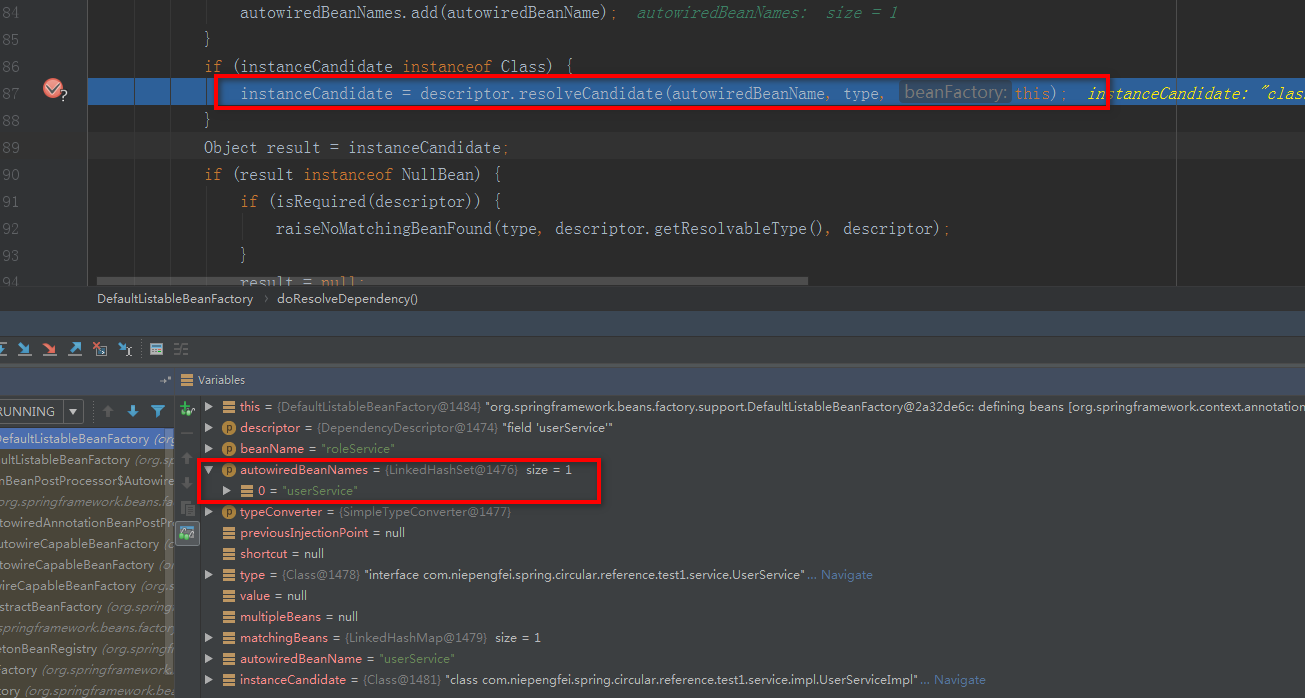 84 autowiredBeanNames.add(autowiredBeanName); autowiredBeanNames: size = 1
85 }
86 if (instanceCandidate instanceof Class) {
87 instanceCandidate = descriptor.resolveCandidate(autowiredBeanName, type, beanFactory: this); instanceCandidate: "clas
88 }
89 Object result = instanceCandidate;
90 if (result instanceof NullBean) {
91 if (isRequired(descriptor)) {
92 raiseNoMatchingBeanFound(type, descriptor.getResolvableType(), descriptor);
93 }
94 result = null;
DefaultListableBeanFactory › doResolveDependency()
Variables
RUNNING
DefaultListableBeanFactory (org
ultListableBeanFactory (org.sp
nBeanPostProcessor$Autowire
org.springframework.beans.fa
towiredAnnotationBeanPostPr
utowireCapableBeanFactory (o
towireCapableBeanFactory (or
wireCapableBeanFactory (org.
stractBeanFactory (org.spring
springframework.beans.factor
etonBeanRegistry (org.springf
Factory (org.springframework.
tory (org.springframework.bea
this = {DefaultListableBeanFactory@1484} "org.springframework.beans.factory.support.DefaultListableBeanFactory@2a32de6c: defining beans [org.springframework.context.annotation
descriptor = {DependencyDescriptor@1474} "field 'userService'"
beanName = "roleService"
autowiredBeanNames = {LinkedHashSet@1476} size = 1
0 = "userService"
typeConverter = {SimpleTypeConverter@1477}
previousInjectionPoint = null
shortcut = null
type = {Class@1478} "interface com.niepengfei.spring.circular.reference.test1.service.UserService" ... Navigate
value = null
multipleBeans = null
matchingBeans = {LinkedHashMap@1479} size = 1
autowiredBeanName = "userService"
instanceCandidate = {Class@1481} "class com.niepengfei.spring.circular.reference.test1.service.impl.UserServiceImpl" ... Navigate